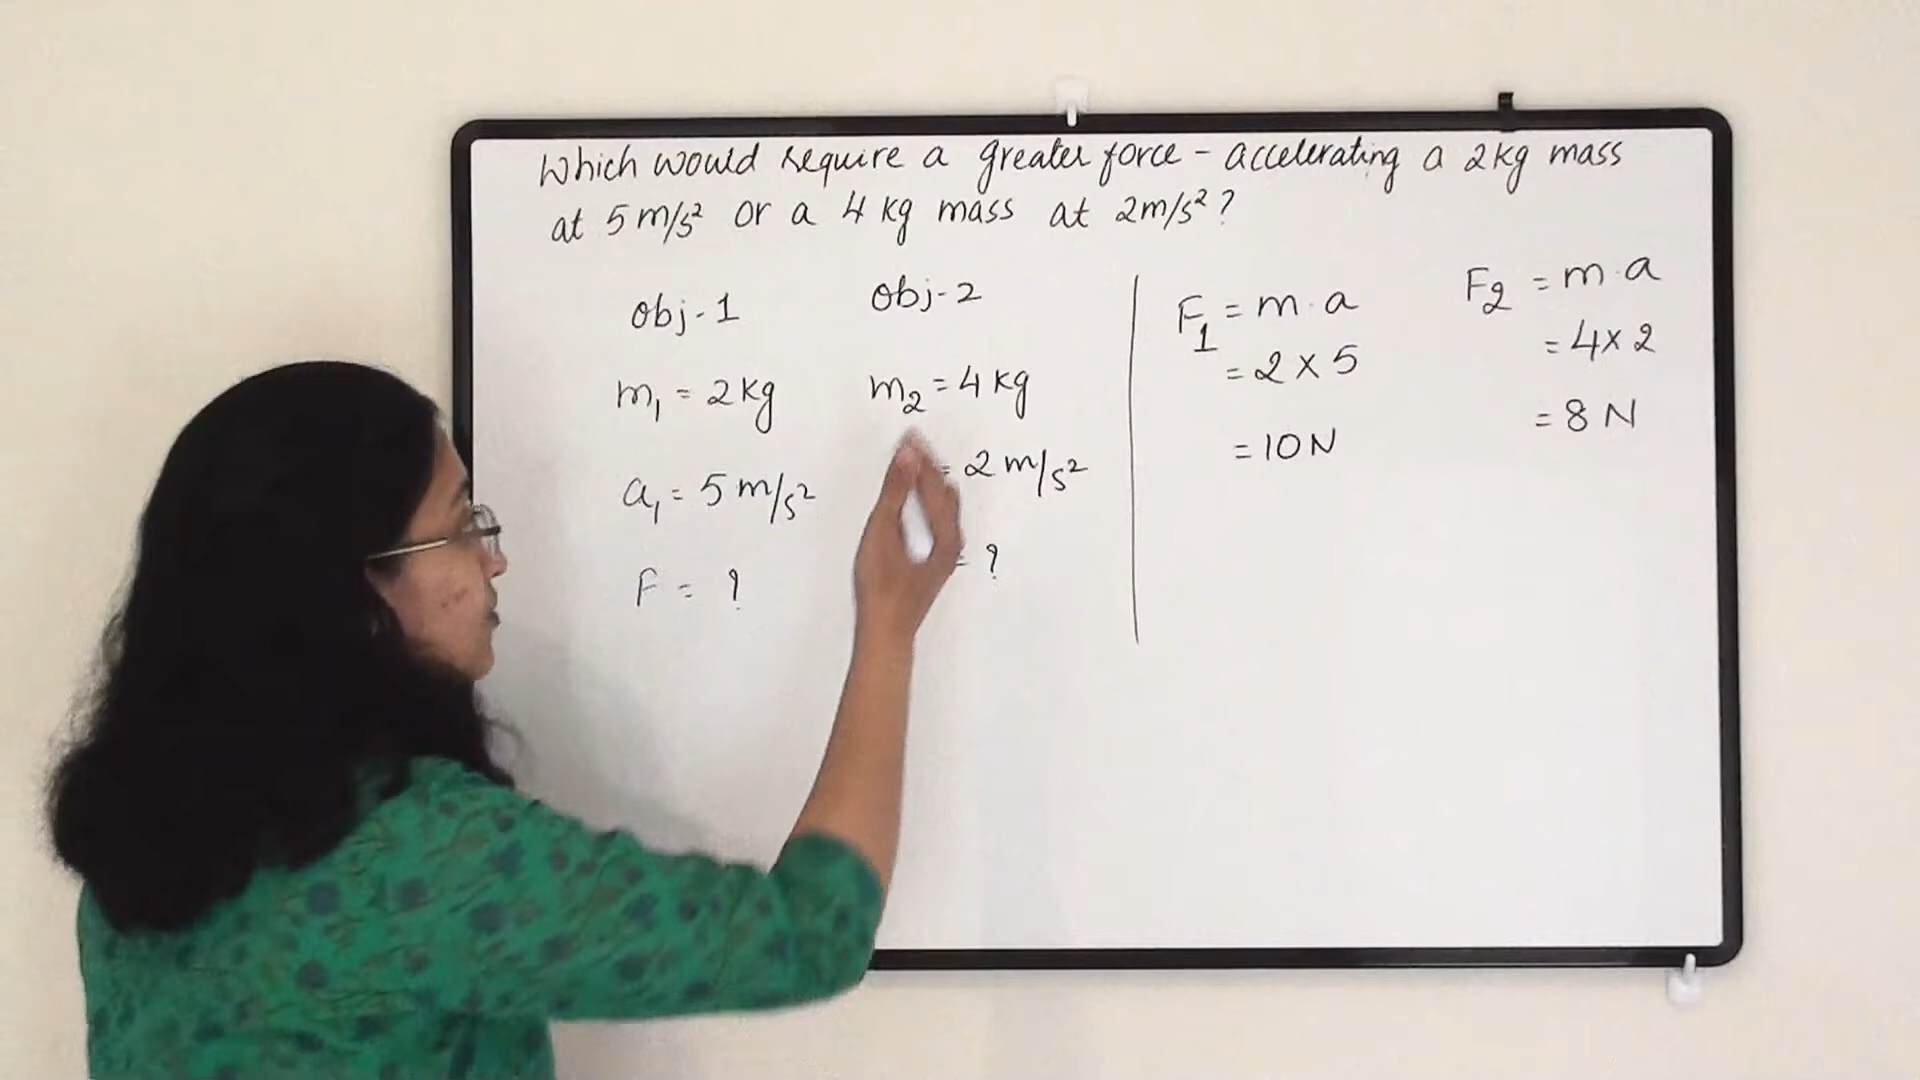 Which would require a greater force - accelerating a 2kg mass
at 5 m/s² or a 4 kg mass at 2m/s² ?
Obj-1
m₁ = 2kg
a₁ = 5 m/s²
F = ?
Obj-2
m₂ = 4 kg
= 2 m/s²
= ?
F₁ = m . a
= 2 x 5
= 10 N
F₂ = m . a
= 4 x 2
= 8 N